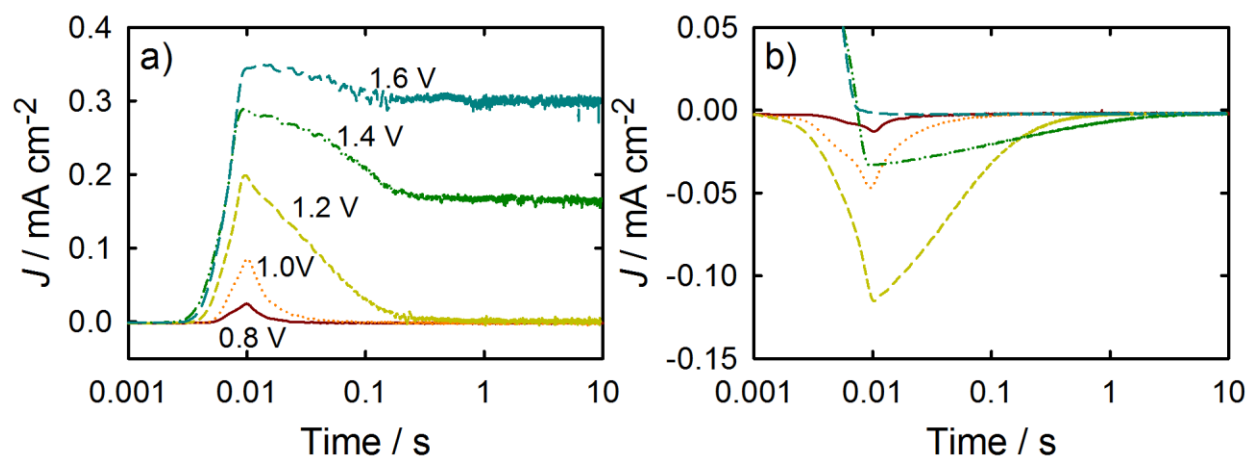 a)
0.4
0.3
0.2
0.1
0.0
J / mA cm-2
1.6 V
1.4 V
1.2 V
1.0V
0.8 V
0.001 0.01 0.1 1 10
Time / s
b)
0.00
-0.05
-0.10
-0.15
J / mA cm-2
0.001 0.01 0.1 1 10
Time / s